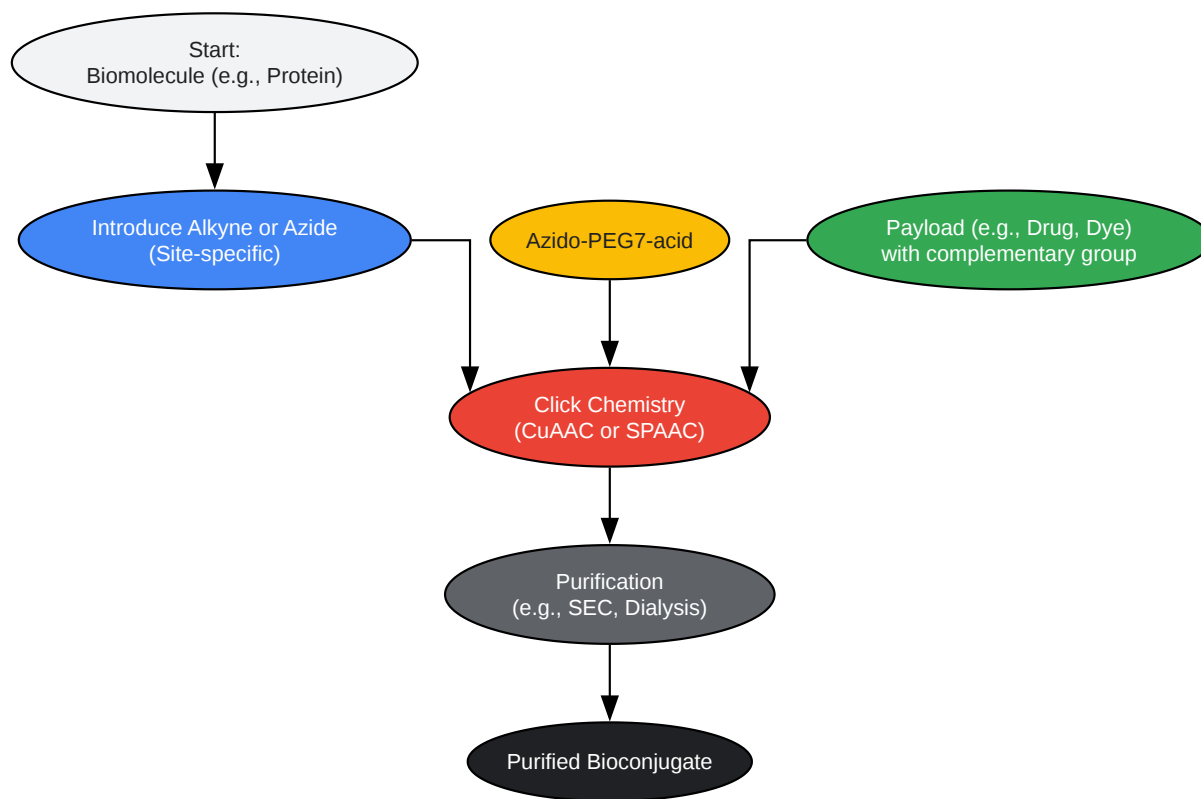 Start:
Biomolecule (e.g., Protein)
Introduce Alkyne or Azide
(Site-specific)
Azido-PEG7-acid
Payload (e.g., Drug, Dye)
with complementary group
Click Chemistry
(CuAAC or SPAAC)
Purification
(e.g., SEC, Dialysis)
Purified Bioconjugate